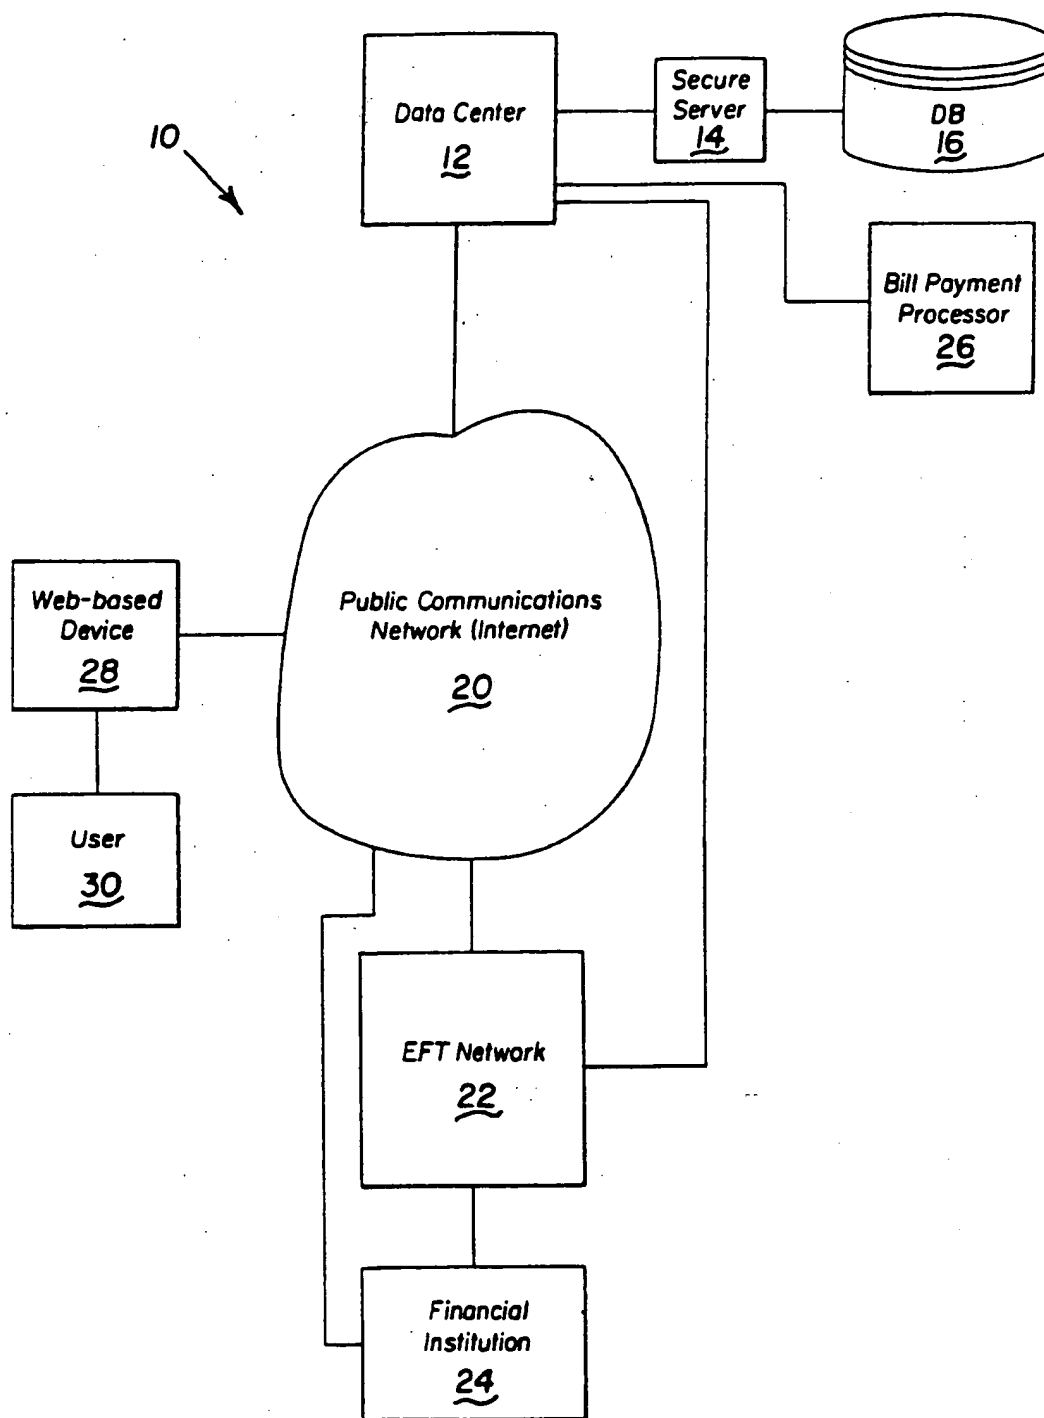 10
Data Center
12
Secure
Server
14
DB
16
Bill Payment
Processor
26
Web-based
Device
28
Public Communications
Network (Internet)
20
User
30
EFT Network
22
Financial
Institution
24